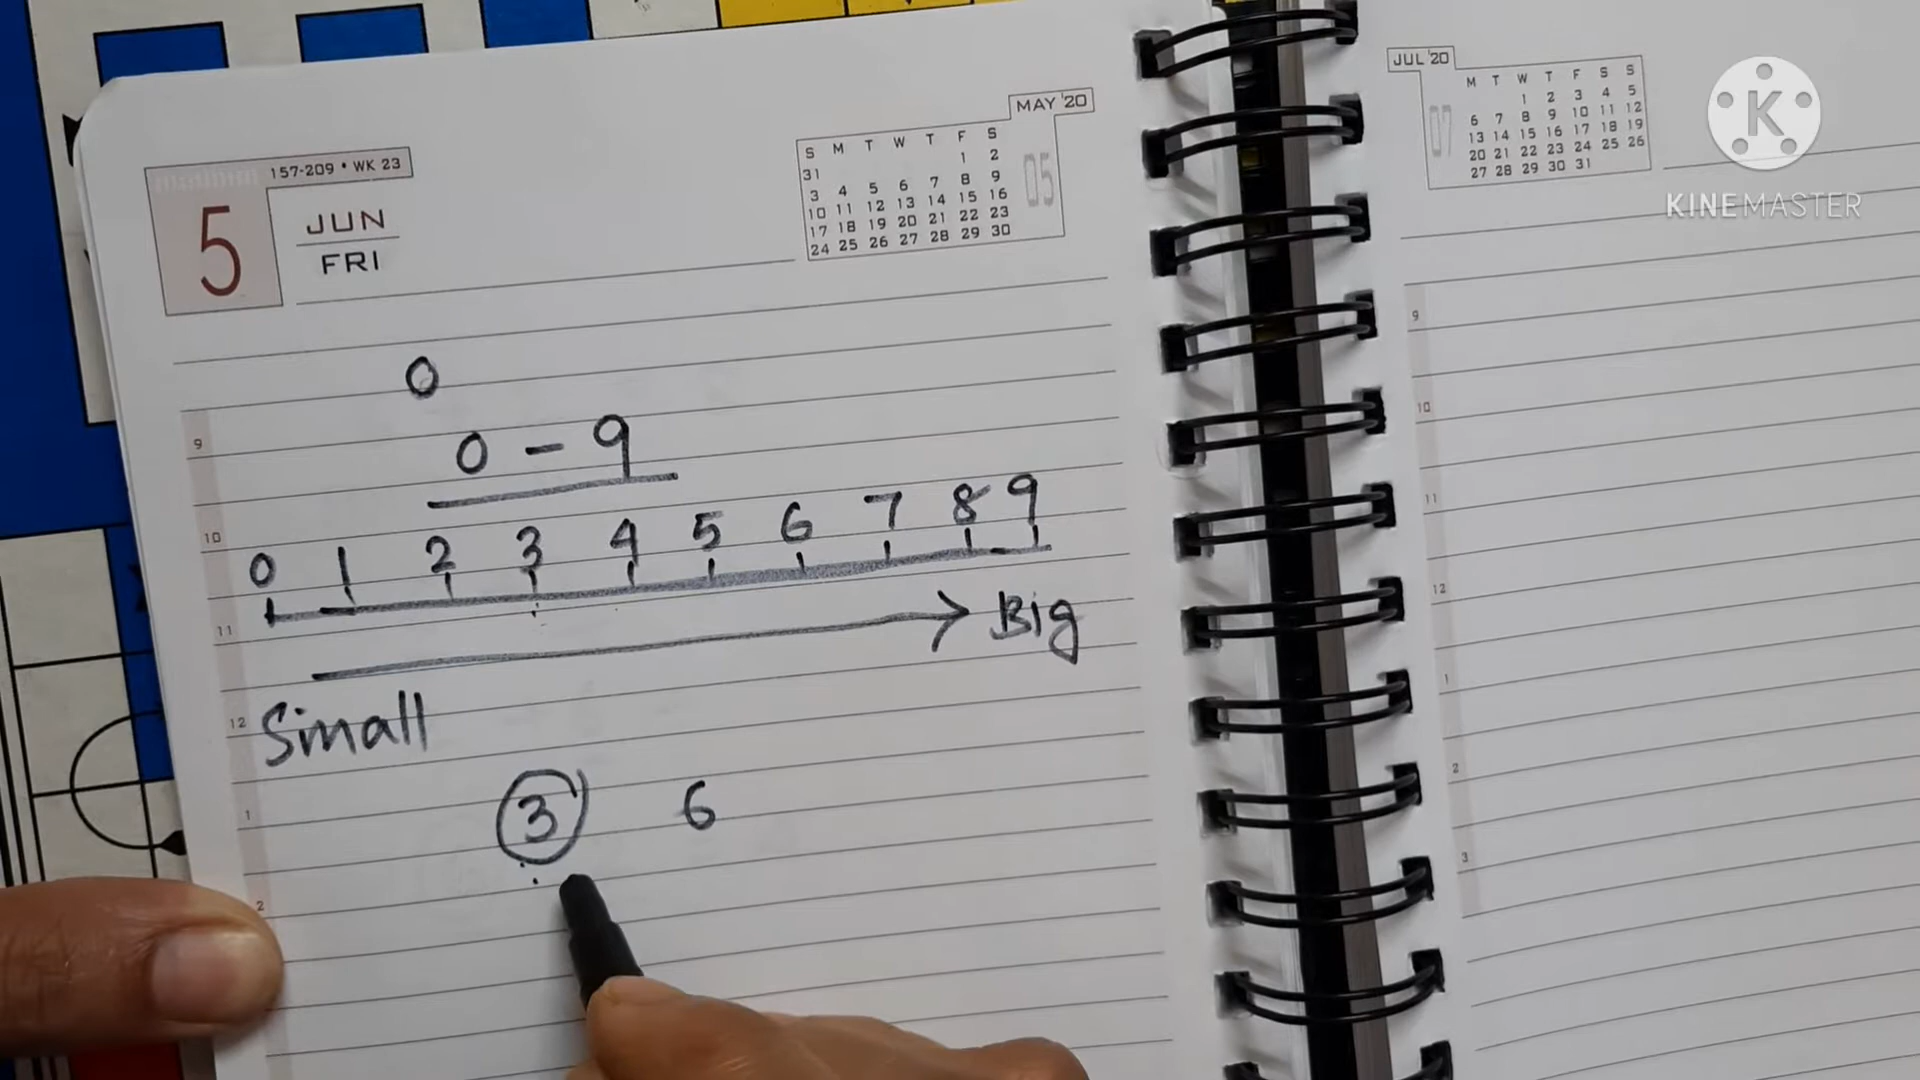 MAY '20
S M T W T F S
31 1 2
3 4 5 6 7 8 9
10 11 12 13 14 15 16
17 18 19 20 21 22 23
24 25 26 27 28 29 30
05
157-209 • WK 23
5
JUN
FRI
0
9
0 - 9
10
0 1 2 3 4 5 6 7 8 9
11
Big
12
Small
1
3 6
2
JUL '20
M T W T F S S
1 2 3 4 5
6 7 8 9 10 11 12
13 14 15 16 17 18 19
20 21 22 23 24 25 26
27 28 29 30 31
07
9
10
11
12
1
2
3
K
KINEMASTER